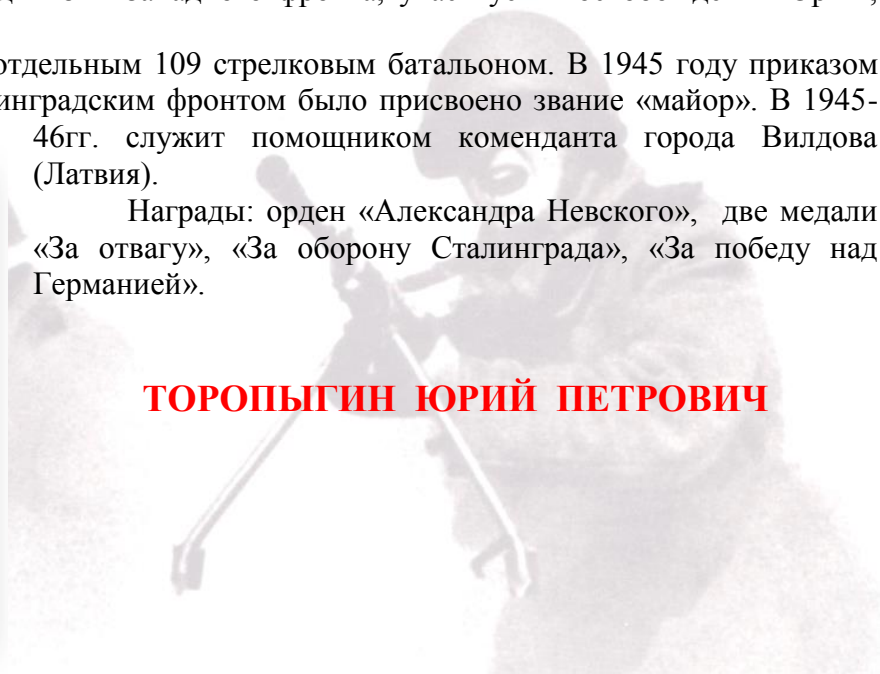 отдельным 109 стрелковым батальоном. В 1945 году приказом
инградским фронтом было присвоено звание «майор». В 1945-
46гг. служит помощником коменданта города Вилдова
(Латвия).
Награды: орден «Александра Невского», две медали
«За отвагу», «За оборону Сталинграда», «За победу над
Германией».
ТОРОПЫГИН ЮРИЙ ПЕТРОВИЧ